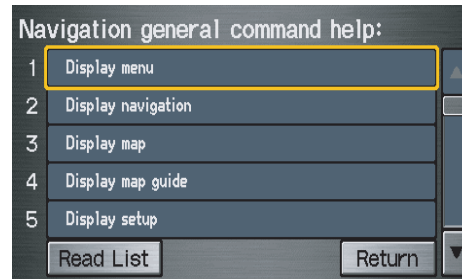 Navigation general command help:
1 Display menu
2 Display navigation
3 Display map
4 Display map guide
5 Display setup
Read List Return